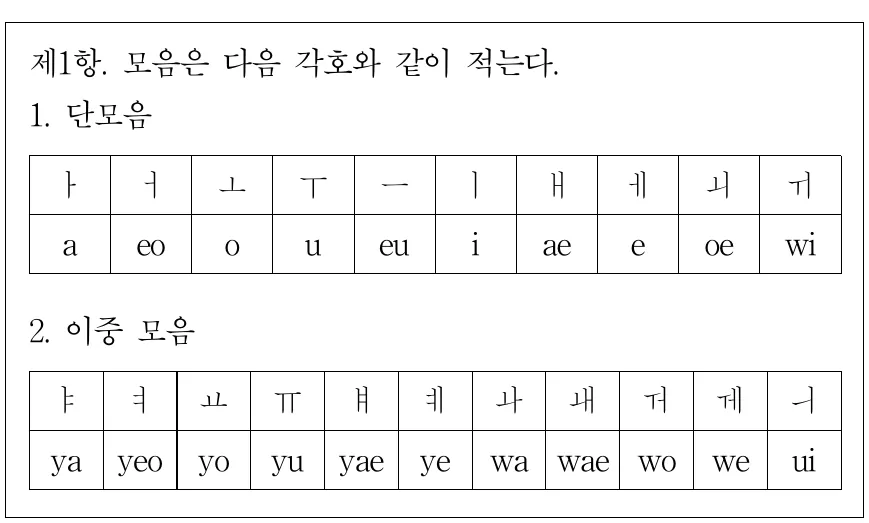 제1항. 모음은 다음 각호와 같이 적는다.
1. 단모음
ㅏ ㅓ ㅗ ㅜ ㅡ ㅣ ㅐ ㅔ ㅚ ㅟ
a eo o u eu i ae e oe wi
2. 이중 모음
ㅑ ㅕ ㅛ ㅠ ㅒ ㅖ ㅘ ㅙ ㅝ ㅞ ㅢ
ya yeo yo yu yae ye wa wae wo we ui